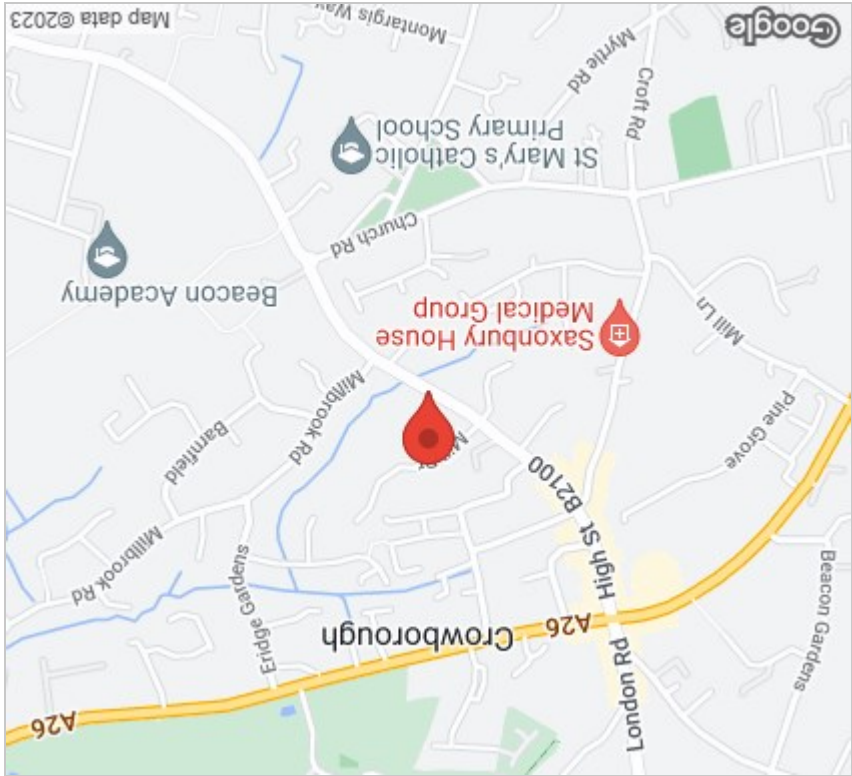 A26
London Rd
Crowborough
A26
Beacon Gardens
Eridge Gardens
High St B2100
Millbrook Rd
Pine Grove
Millbrook Rd
Barnfield
Mill Ln
Saxonbury House
Medical Group
Beacon Academy
Church Rd
St Mary's Catholic
Primary School
Croft Rd
Myrtle Rd
Montargis Way
Google
Map data ©2023